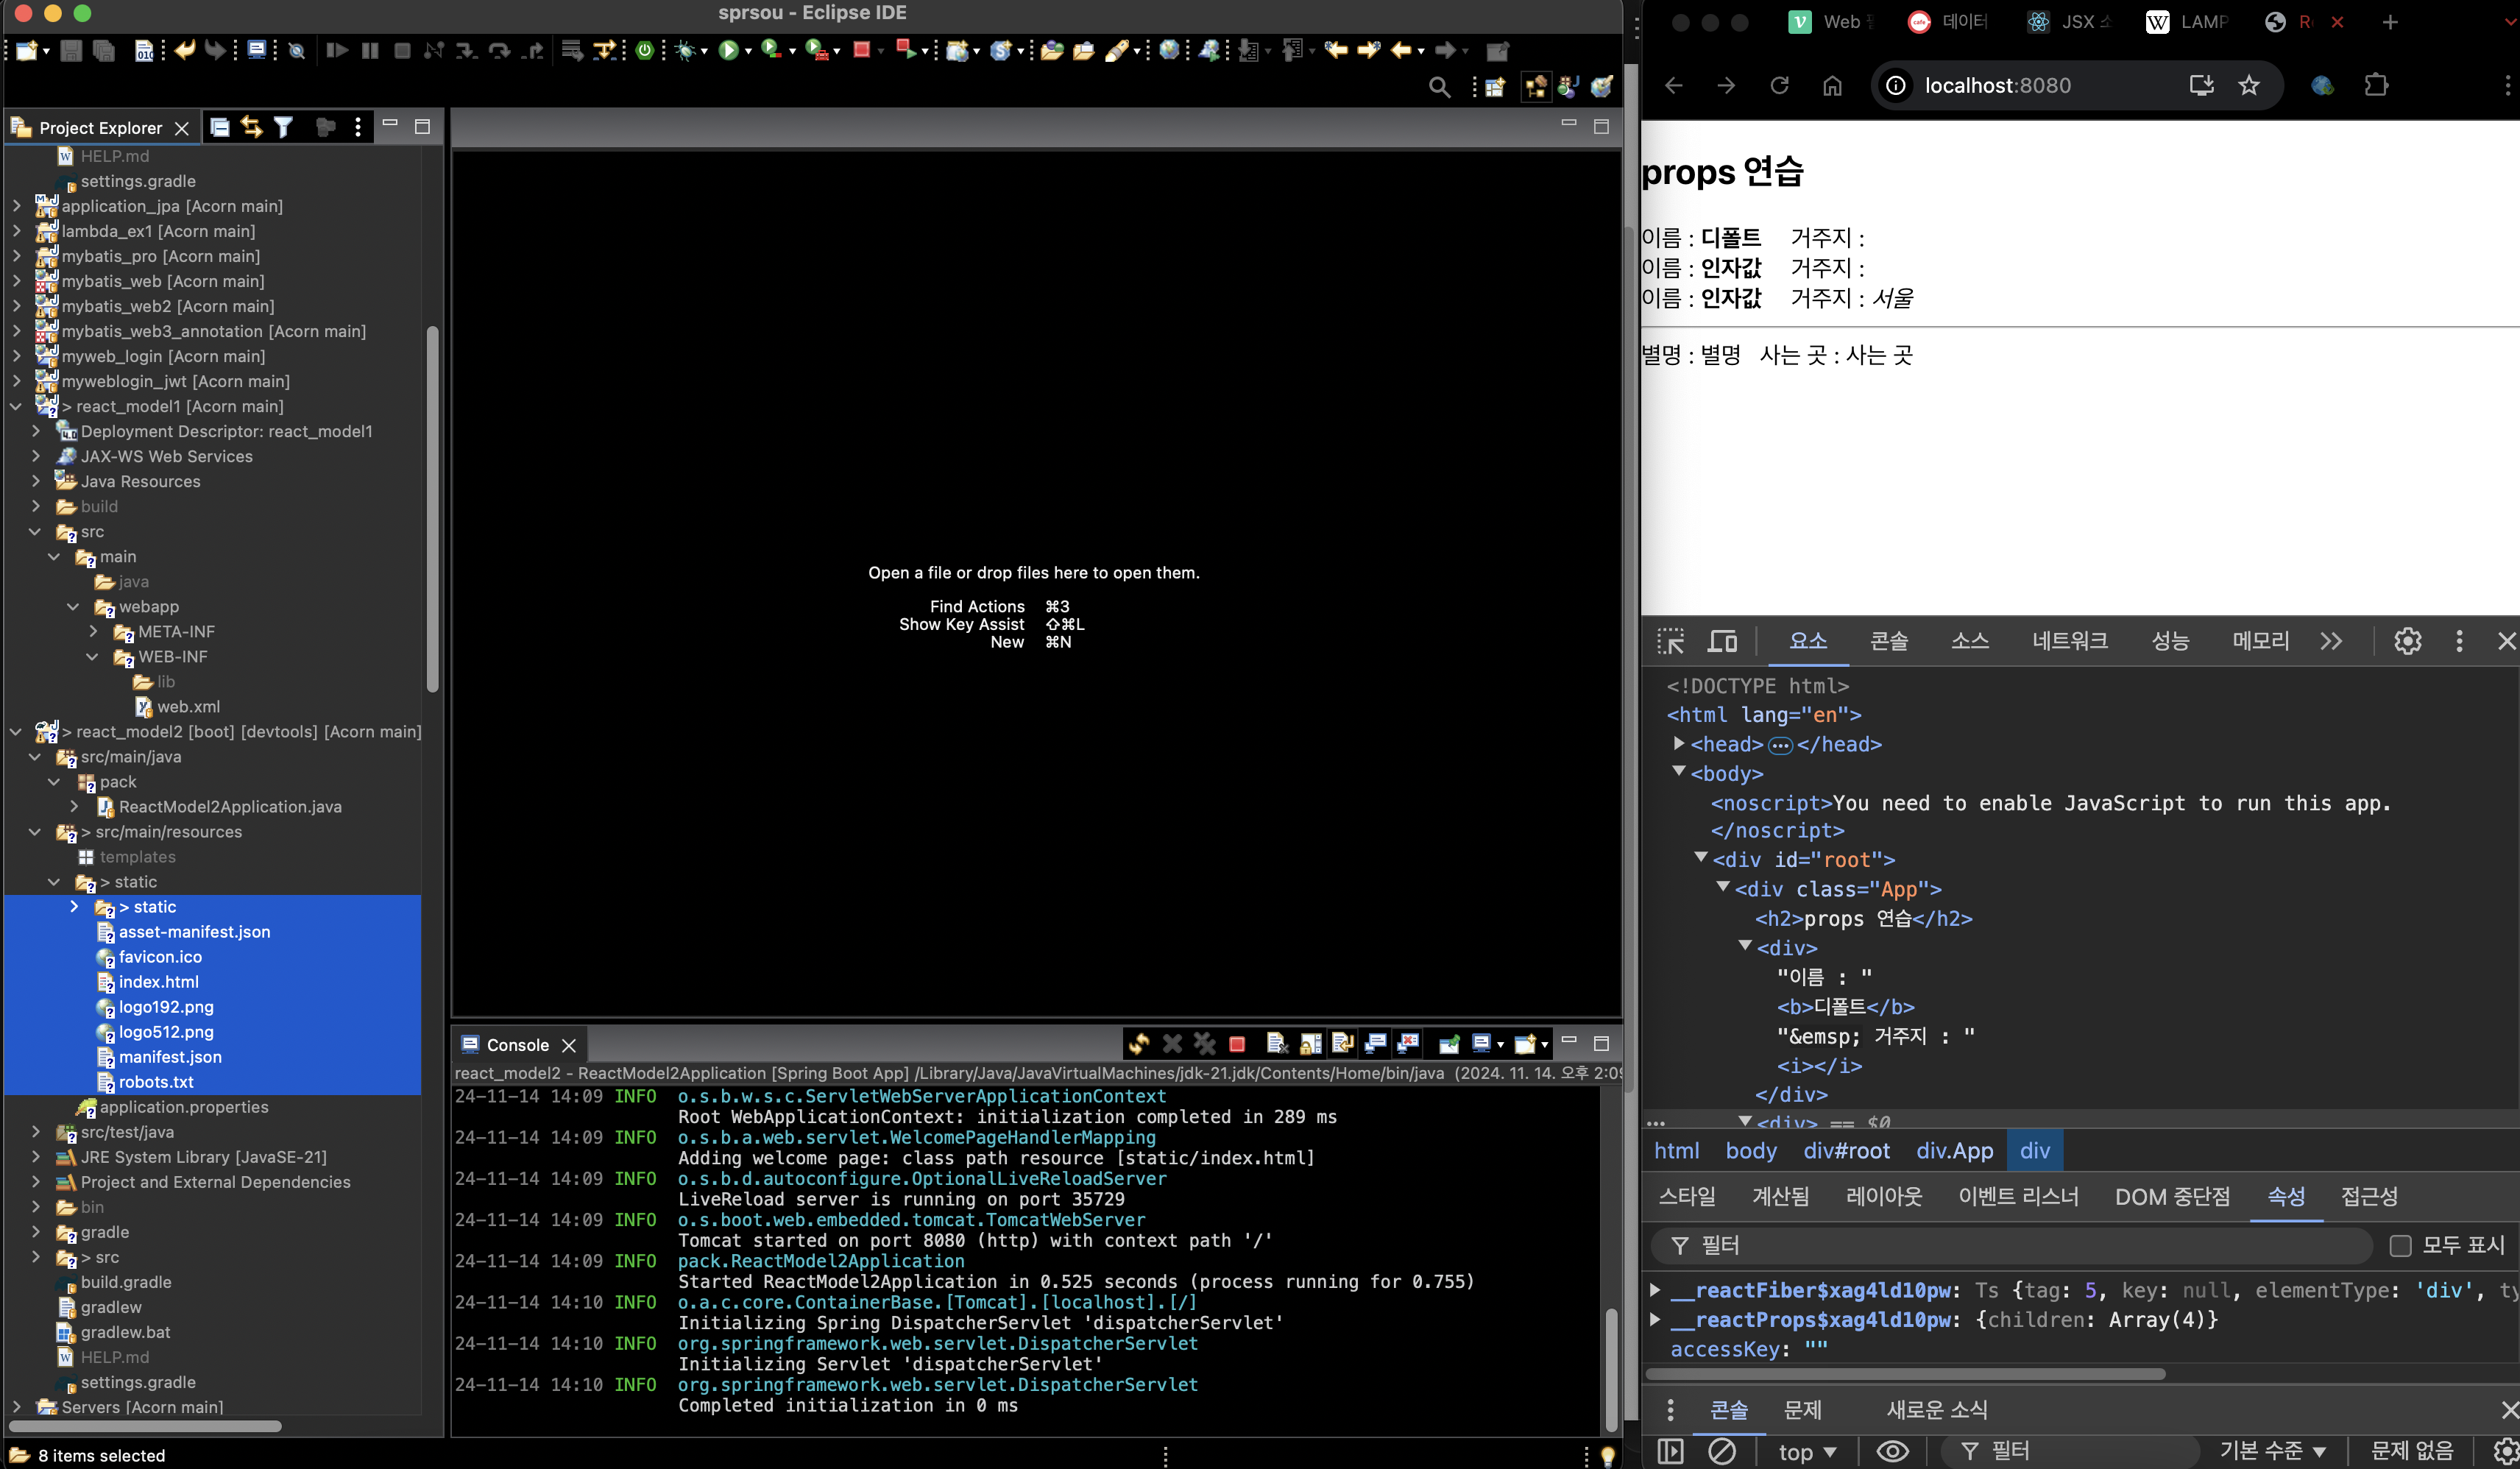 sprsou - Eclipse IDE
Project Explorer
HELP.md
settings.gradle
application_jpa [Acorn main]
lambda_ex1 [Acorn main]
mybatis_pro [Acorn main]
mybatis_web [Acorn main]
mybatis_web2 [Acorn main]
mybatis_web3_annotation [Acorn main]
myweb_login [Acorn main]
myweblogin_jwt [Acorn main]
> react_model1 [Acorn main]
Deployment Descriptor: react_model1
JAX-WS Web Services
Java Resources
build
src
main
java
webapp
META-INF
WEB-INF
lib
web.xml
> react_model2 [boot] [devtools] [Acorn main]
src/main/java
pack
ReactModel2Application.java
> src/main/resources
templates
> static
> static
asset-manifest.json
favicon.ico
index.html
logo192.png
logo512.png
manifest.json
robots.txt
application.properties
src/test/java
JRE System Library [JavaSE-21]
Project and External Dependencies
bin
gradle
> src
build.gradle
gradlew
gradlew.bat
HELP.md
settings.gradle
Servers [Acorn main]
8 items selected
Open a file or drop files here to open them.
Find Actions ⌘3
Show Key Assist ⇧⌘L
New ⌘N
Console
react_model2 - ReactModel2Application [Spring Boot App] /Library/Java/JavaVirtualMachines/jdk-21.jdk/Contents/Home/bin/java (2024. 11. 14. 오후 2:09
24-11-14 14:09 INFO o.s.b.w.s.c.ServletWebServerApplicationContext
Root WebApplicationContext: initialization completed in 289 ms
24-11-14 14:09 INFO o.s.b.a.web.servlet.WelcomePageHandlerMapping
Adding welcome page: class path resource [static/index.html]
24-11-14 14:09 INFO o.s.b.d.autoconfigure.OptionalLiveReloadServer
LiveReload server is running on port 35729
24-11-14 14:09 INFO o.s.boot.web.embedded.tomcat.TomcatWebServer
Tomcat started on port 8080 (http) with context path '/'
24-11-14 14:09 INFO pack.ReactModel2Application
Started ReactModel2Application in 0.525 seconds (process running for 0.755)
24-11-14 14:10 INFO o.a.c.core.ContainerBase.[Tomcat].[localhost].[/]
Initializing Spring DispatcherServlet 'dispatcherServlet'
24-11-14 14:10 INFO org.springframework.web.servlet.DispatcherServlet
Initializing Servlet 'dispatcherServlet'
24-11-14 14:10 INFO org.springframework.web.servlet.DispatcherServlet
Completed initialization in 0 ms
Web
데이터
JSX
LAMP
localhost:8080
props 연습
이름 : 디폴트 거주지 :
이름 : 인자값 거주지 :
이름 : 인자값 거주지 : 서울
별명 : 별명 사는 곳 : 사는 곳
요소 콘솔 소스 네트워크 성능 메모리
<!DOCTYPE html>
<html lang="en">
<head>…</head>
<body>
<noscript>You need to enable JavaScript to run this app.
</noscript>
<div id="root">
<div class="App">
<h2>props 연습</h2>
<div>
"이름 : "
<b>디폴트</b>
"&emsp; 거주지 : "
<i></i>
</div>
<div> == $0
html body div#root div.App div
스타일 계산됨 레이아웃 이벤트 리스너 DOM 중단점 속성 접근성
필터 모두 표시
__reactFiber$xag4ld10pw: Ts {tag: 5, key: null, elementType: 'div', ty
__reactProps$xag4ld10pw: {children: Array(4)}
accessKey: ""
콘솔 문제 새로운 소식
top 필터 기본 수준 문제 없음